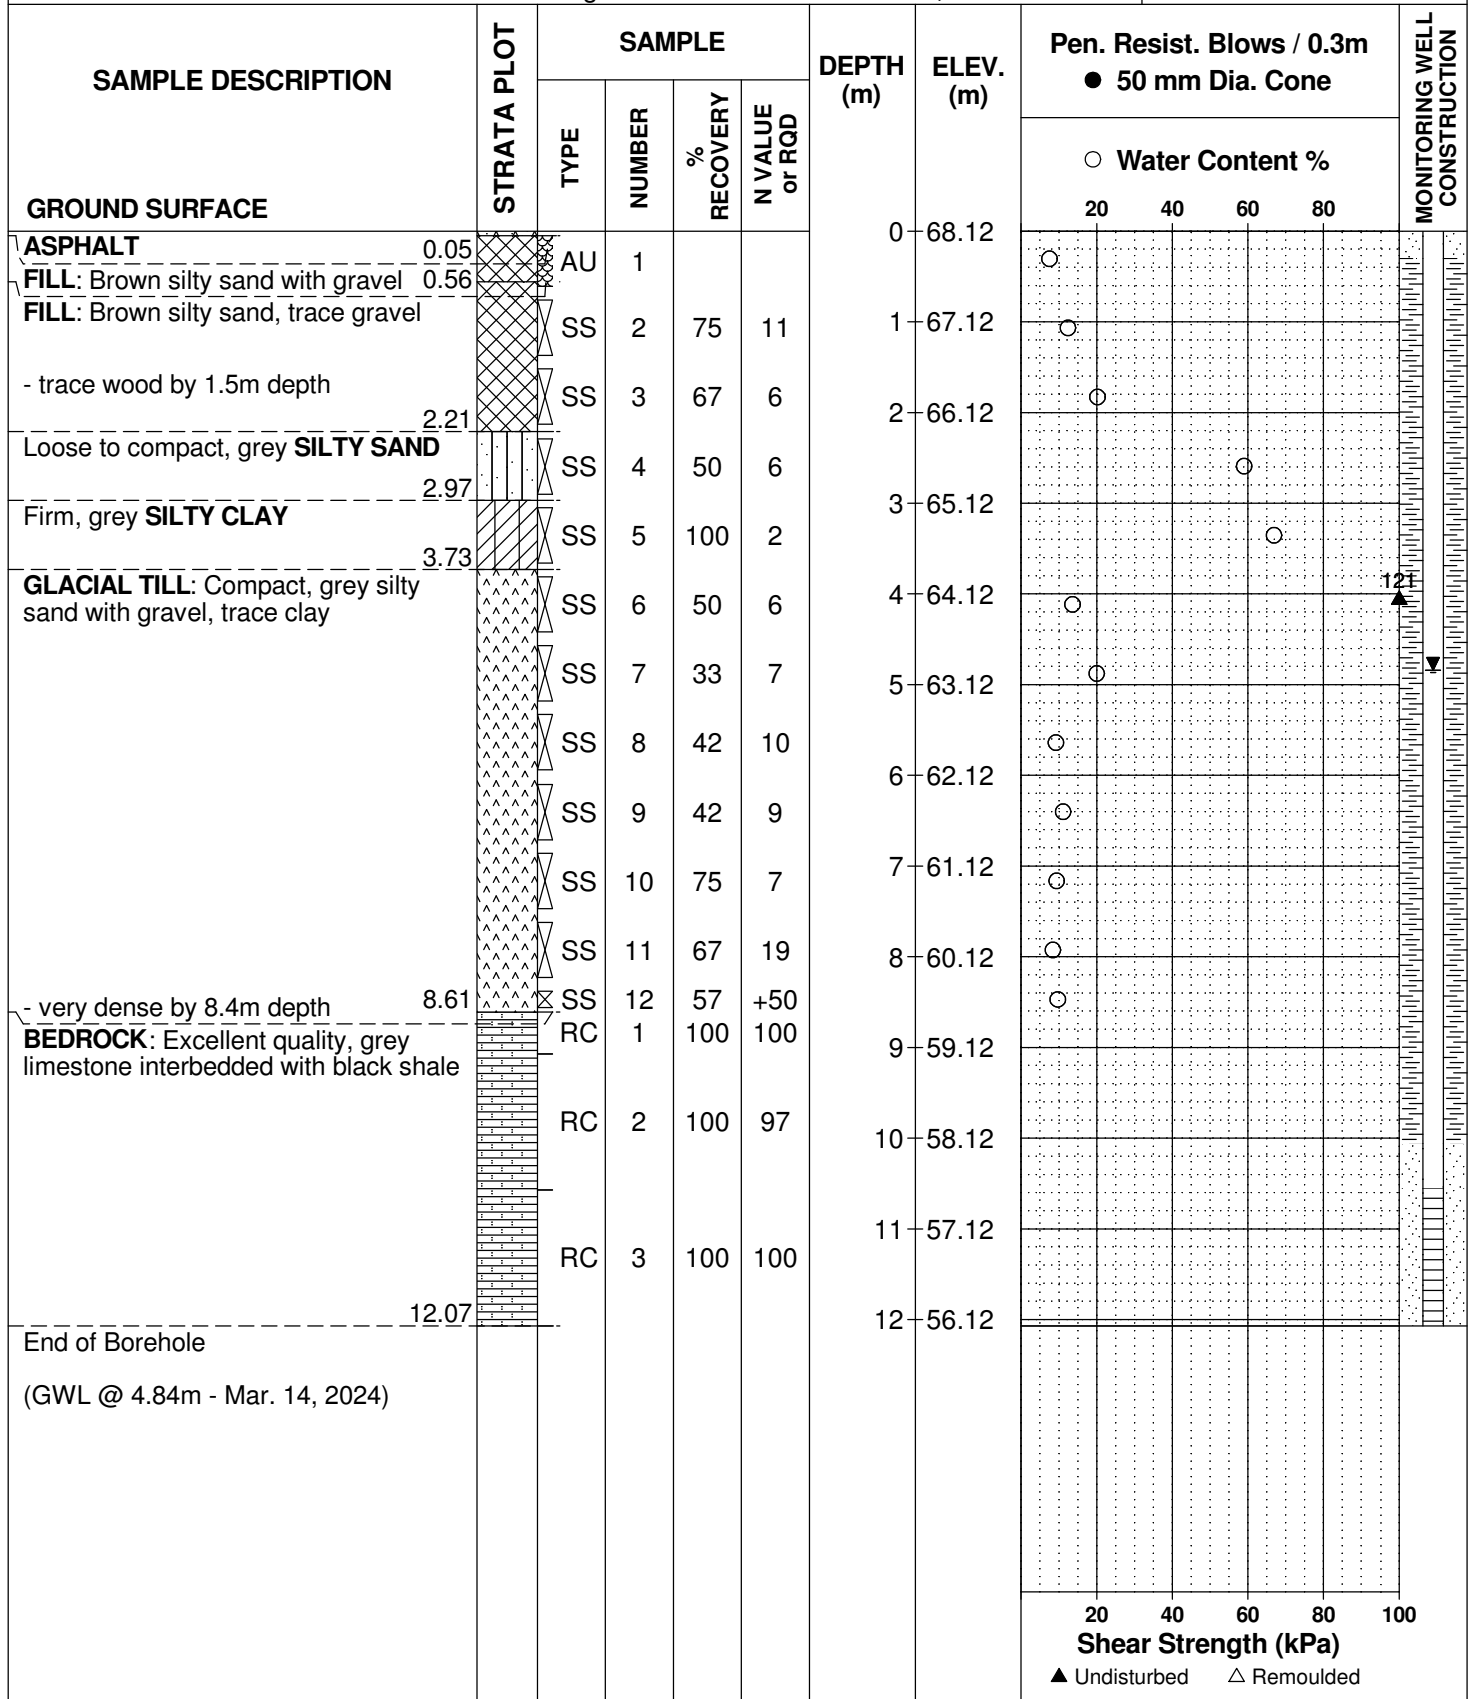 SAMPLE DESCRIPTION
STRATA PLOT
SAMPLE
TYPE
NUMBER
% RECOVERY
N VALUE or RQD
DEPTH (m)
ELEV. (m)
Pen. Resist. Blows / 0.3m
● 50 mm Dia. Cone
○ Water Content %
MONITORING WELL CONSTRUCTION
GROUND SURFACE
20 40 60 80
0 68.12
ASPHALT 0.05
AU 1
FILL: Brown silty sand with gravel 0.56
FILL: Brown silty sand, trace gravel
SS 2 75 11
1 67.12
- trace wood by 1.5m depth
SS 3 67 6
2 66.12
2.21
Loose to compact, grey SILTY SAND
SS 4 50 6
2.97
3 65.12
Firm, grey SILTY CLAY
SS 5 100 2
3.73
GLACIAL TILL: Compact, grey silty
sand with gravel, trace clay
121
4 64.12
SS 6 50 6
SS 7 33 7
5 63.12
SS 8 42 10
6 62.12
SS 9 42 9
7 61.12
SS 10 75 7
SS 11 67 19
8 60.12
- very dense by 8.4m depth 8.61
SS 12 57 +50
BEDROCK: Excellent quality, grey
limestone interbedded with black shale
RC 1 100 100
9 59.12
RC 2 100 97
10 58.12
11 57.12
RC 3 100 100
12.07
12 56.12
End of Borehole
(GWL @ 4.84m - Mar. 14, 2024)
20 40 60 80 100
Shear Strength (kPa)
▲ Undisturbed △ Remoulded